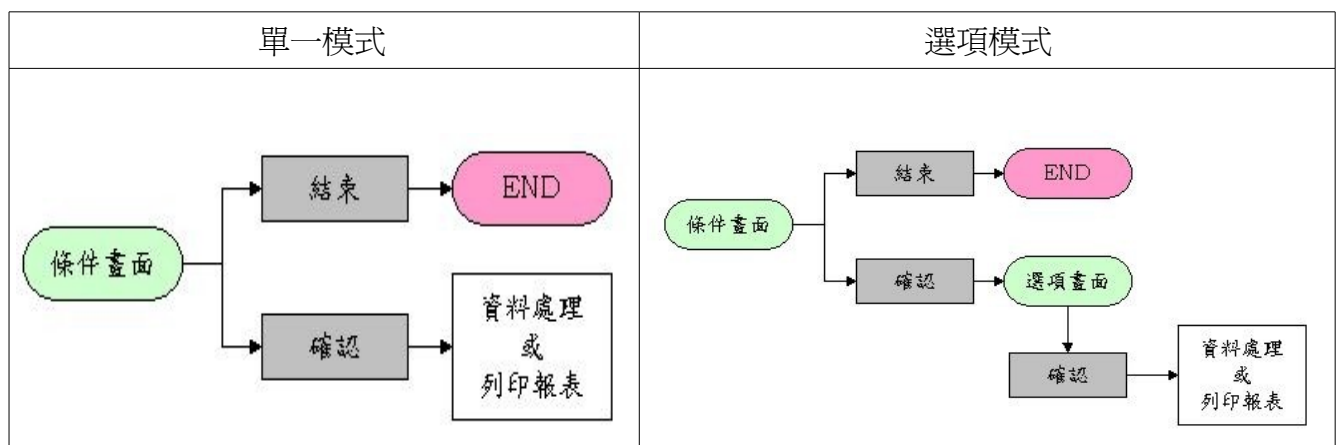 單一模式
選項模式
條件畫面
結束
END
確認
資料處理
或
列印報表
條件畫面
結束
END
確認
選項畫面
確認
資料處理
或
列印報表